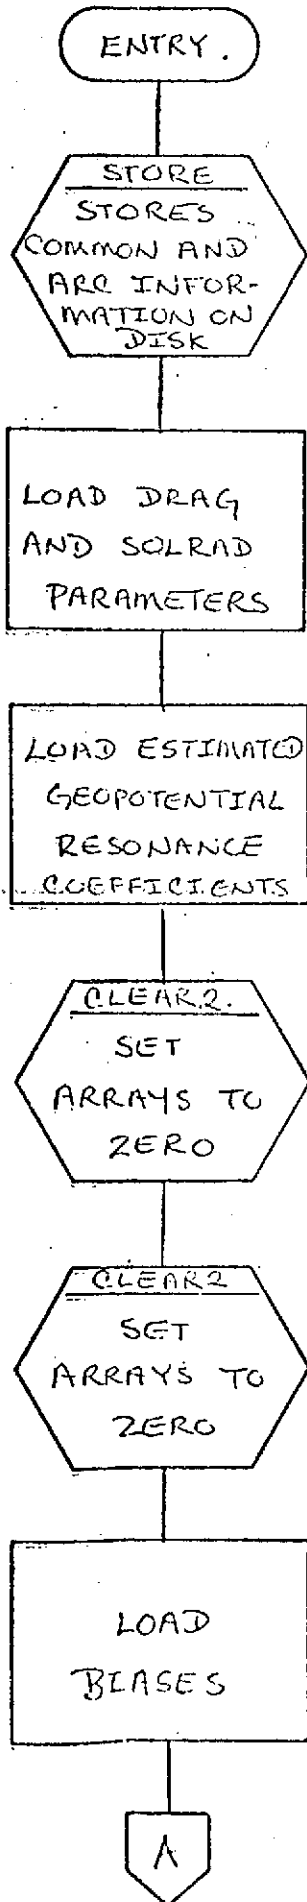 ENTRY.
STORE
STORES
COMMON AND
ARC INFOR-
MATION ON
DISK
LOAD DRAG
AND SOLRAD
PARAMETERS
LOAD ESTIMATED
GEOPOTENTIAL
RESONANCE
COEFFICIENTS
CLEAR2.
SET
ARRAYS TO
ZERO
CLEAR2
SET
ARRAYS TO
ZERO
LOAD
BIASES
A